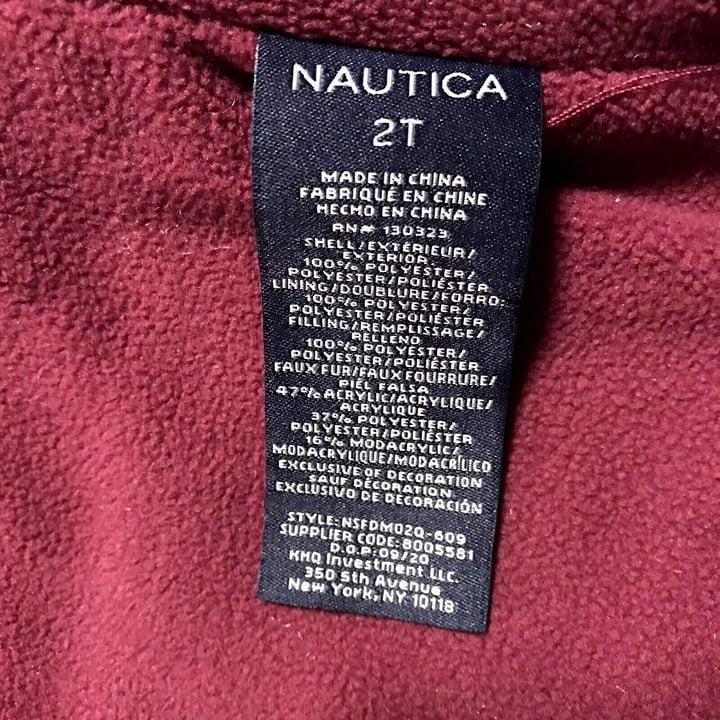 NAUTICA
2T
MADE IN CHINA
FABRIQUÉ EN CHINE
HECHO EN CHINA
RN# 130323
SHELL/EXTÉRIEUR/
EXTERIOR:
100% POLYESTER/
POLYESTER/POLIÉSTER
LINING/DOUBLURE/FORRO:
100% POLYESTER/
POLYESTER/POLIÉSTER
FILLING/REMPLISSAGE/
RELLENO
100% POLYESTER/
POLYESTER/POLIÉSTER
FAUX FUR/FAUX FOURRURE/
PIEL FALSA
47% ACRYLIC/ACRYLIQUE/
ACRYLIQUE
37% POLYESTER/
POLYESTER/POLIÉSTER
16% MODACRYLIC/
MODACRYLIQUE/MODACRÍLICO
EXCLUSIVE OF DECORATION
SAUF DÉCORATION
EXCLUSIVO DE DECORACIÓN
STYLE: NSFDM02Q-609
SUPPLIER CODE: 8005581
D.O.P: 09/20
KHQ Investment LLC.
350 5th Avenue
New York, NY 10118